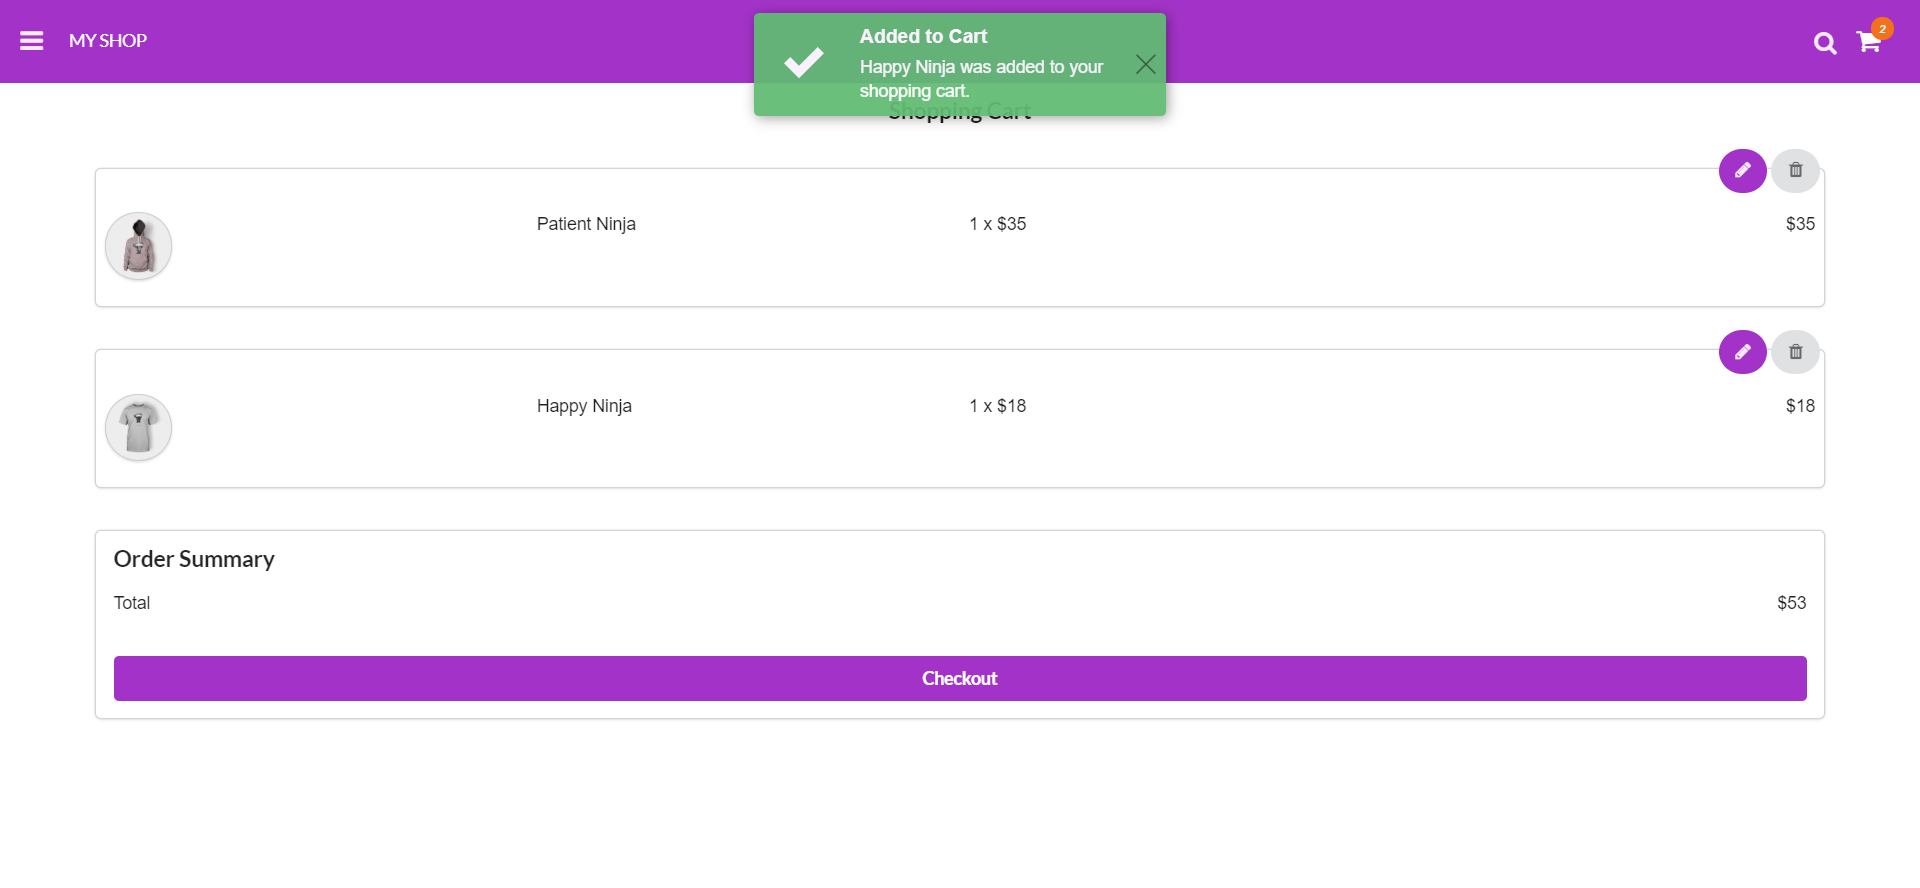 MY SHOP
Added to Cart
Happy Ninja was added to your
shopping cart.
2
Shopping Cart
Patient Ninja
1 x $35
$35
Happy Ninja
1 x $18
$18
Order Summary
Total
$53
Checkout